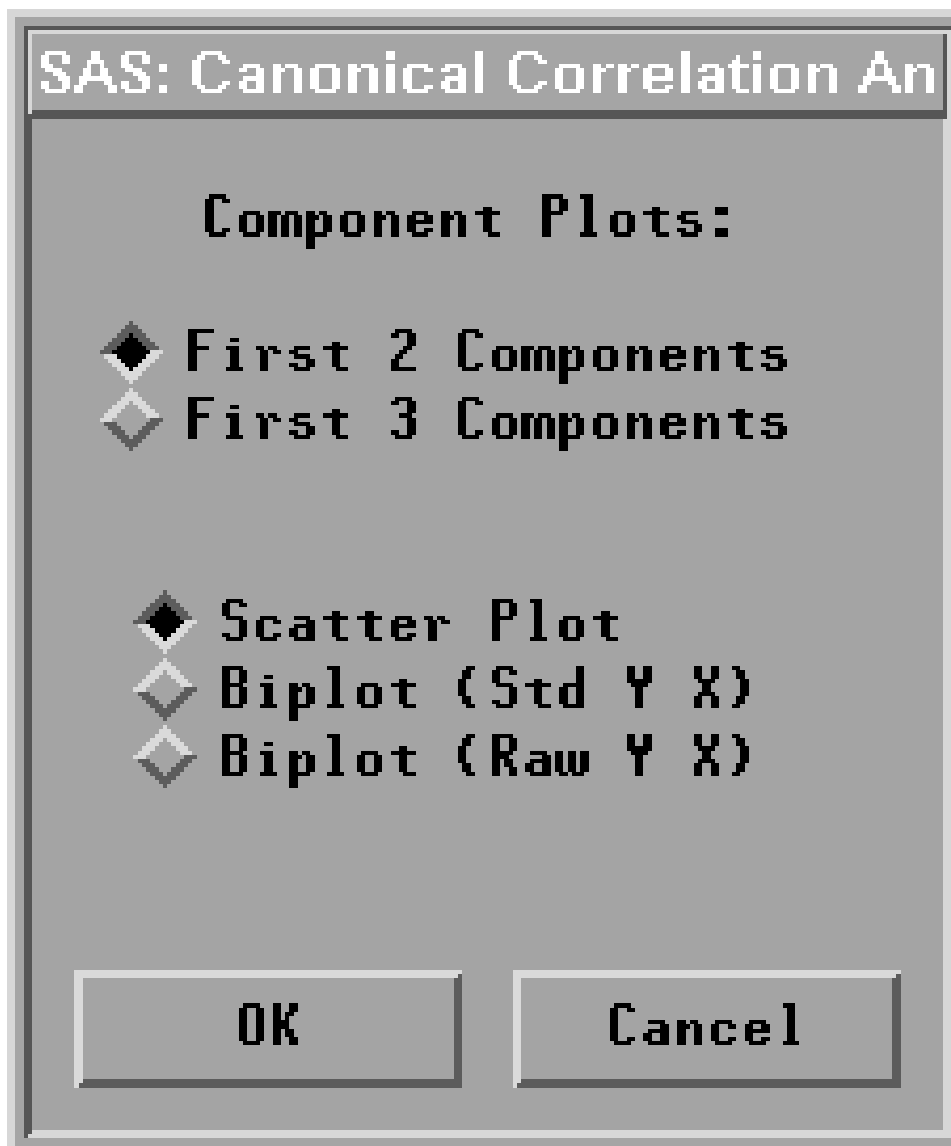 SAS: Canonical Correlation An
Component Plots:
First 2 Components
First 3 Components
Scatter Plot
Biplot (Std Y X)
Biplot (Raw Y X)
OK
Cancel